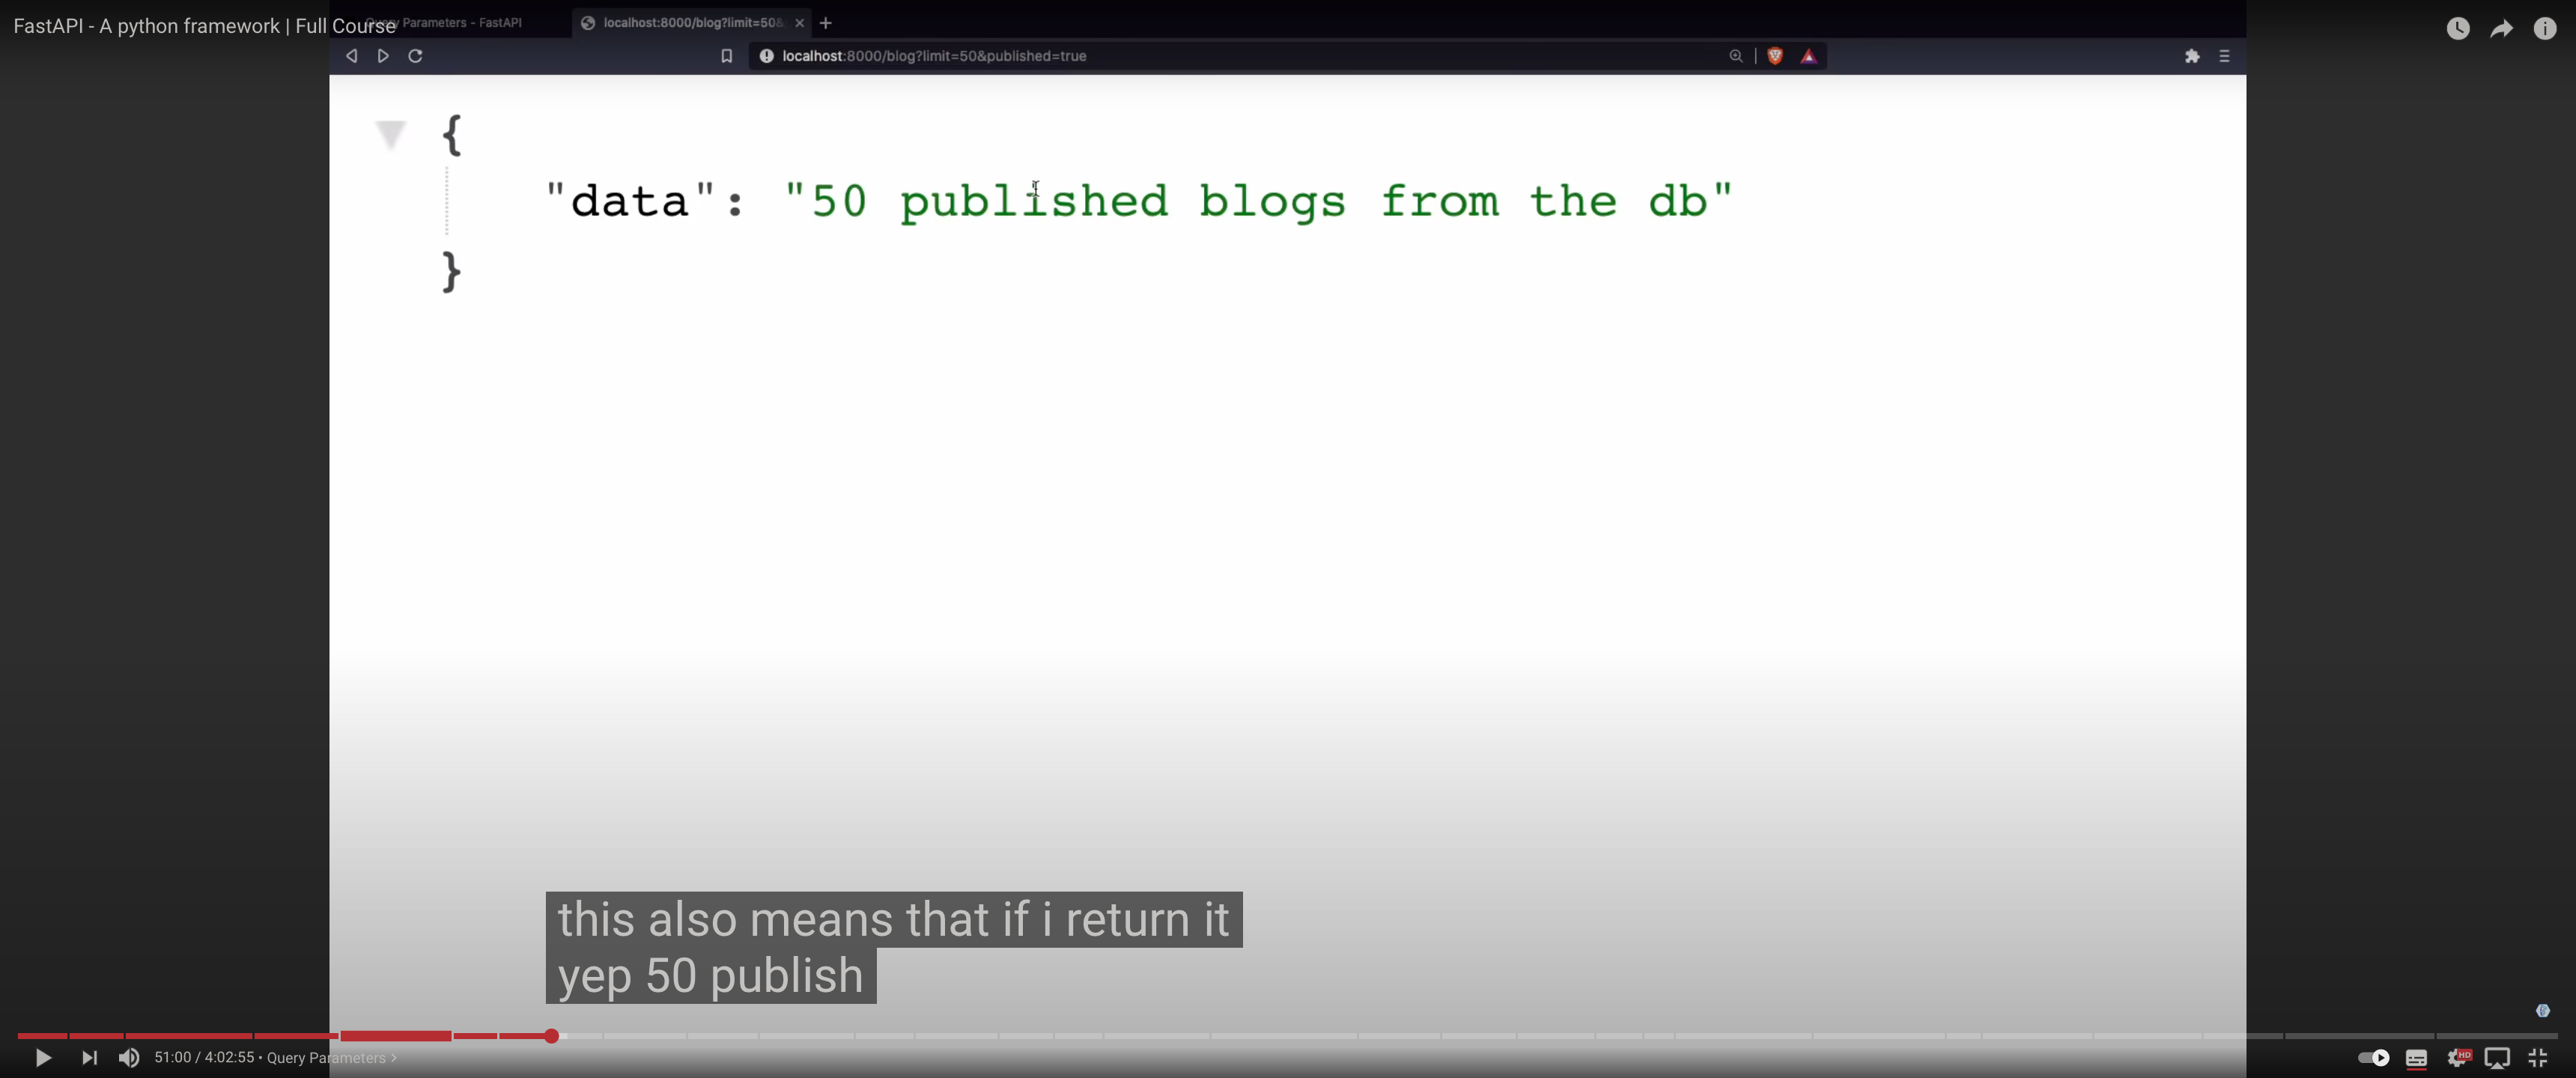 FastAPI - A python framework | Full Course
Query Parameters - FastAPI
localhost:8000/blog?limit=50&
localhost:8000/blog?limit=50&published=true
{
"data": "50 published blogs from the db"
}
this also means that if i return it
yep 50 publish
51:00 / 4:02:55 • Query Parameters >
HD